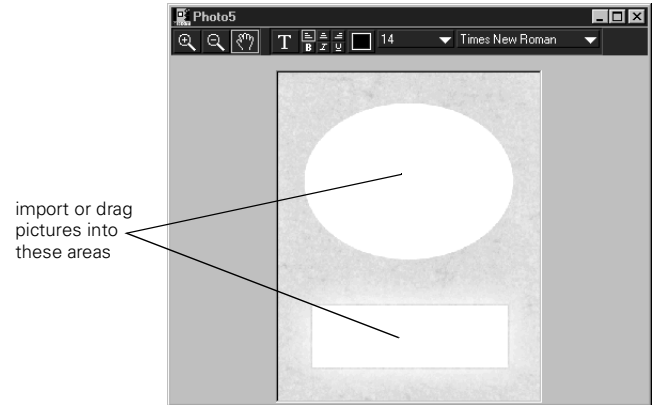 Photo5
T B I U 14 Times New Roman
import or drag
pictures into
these areas